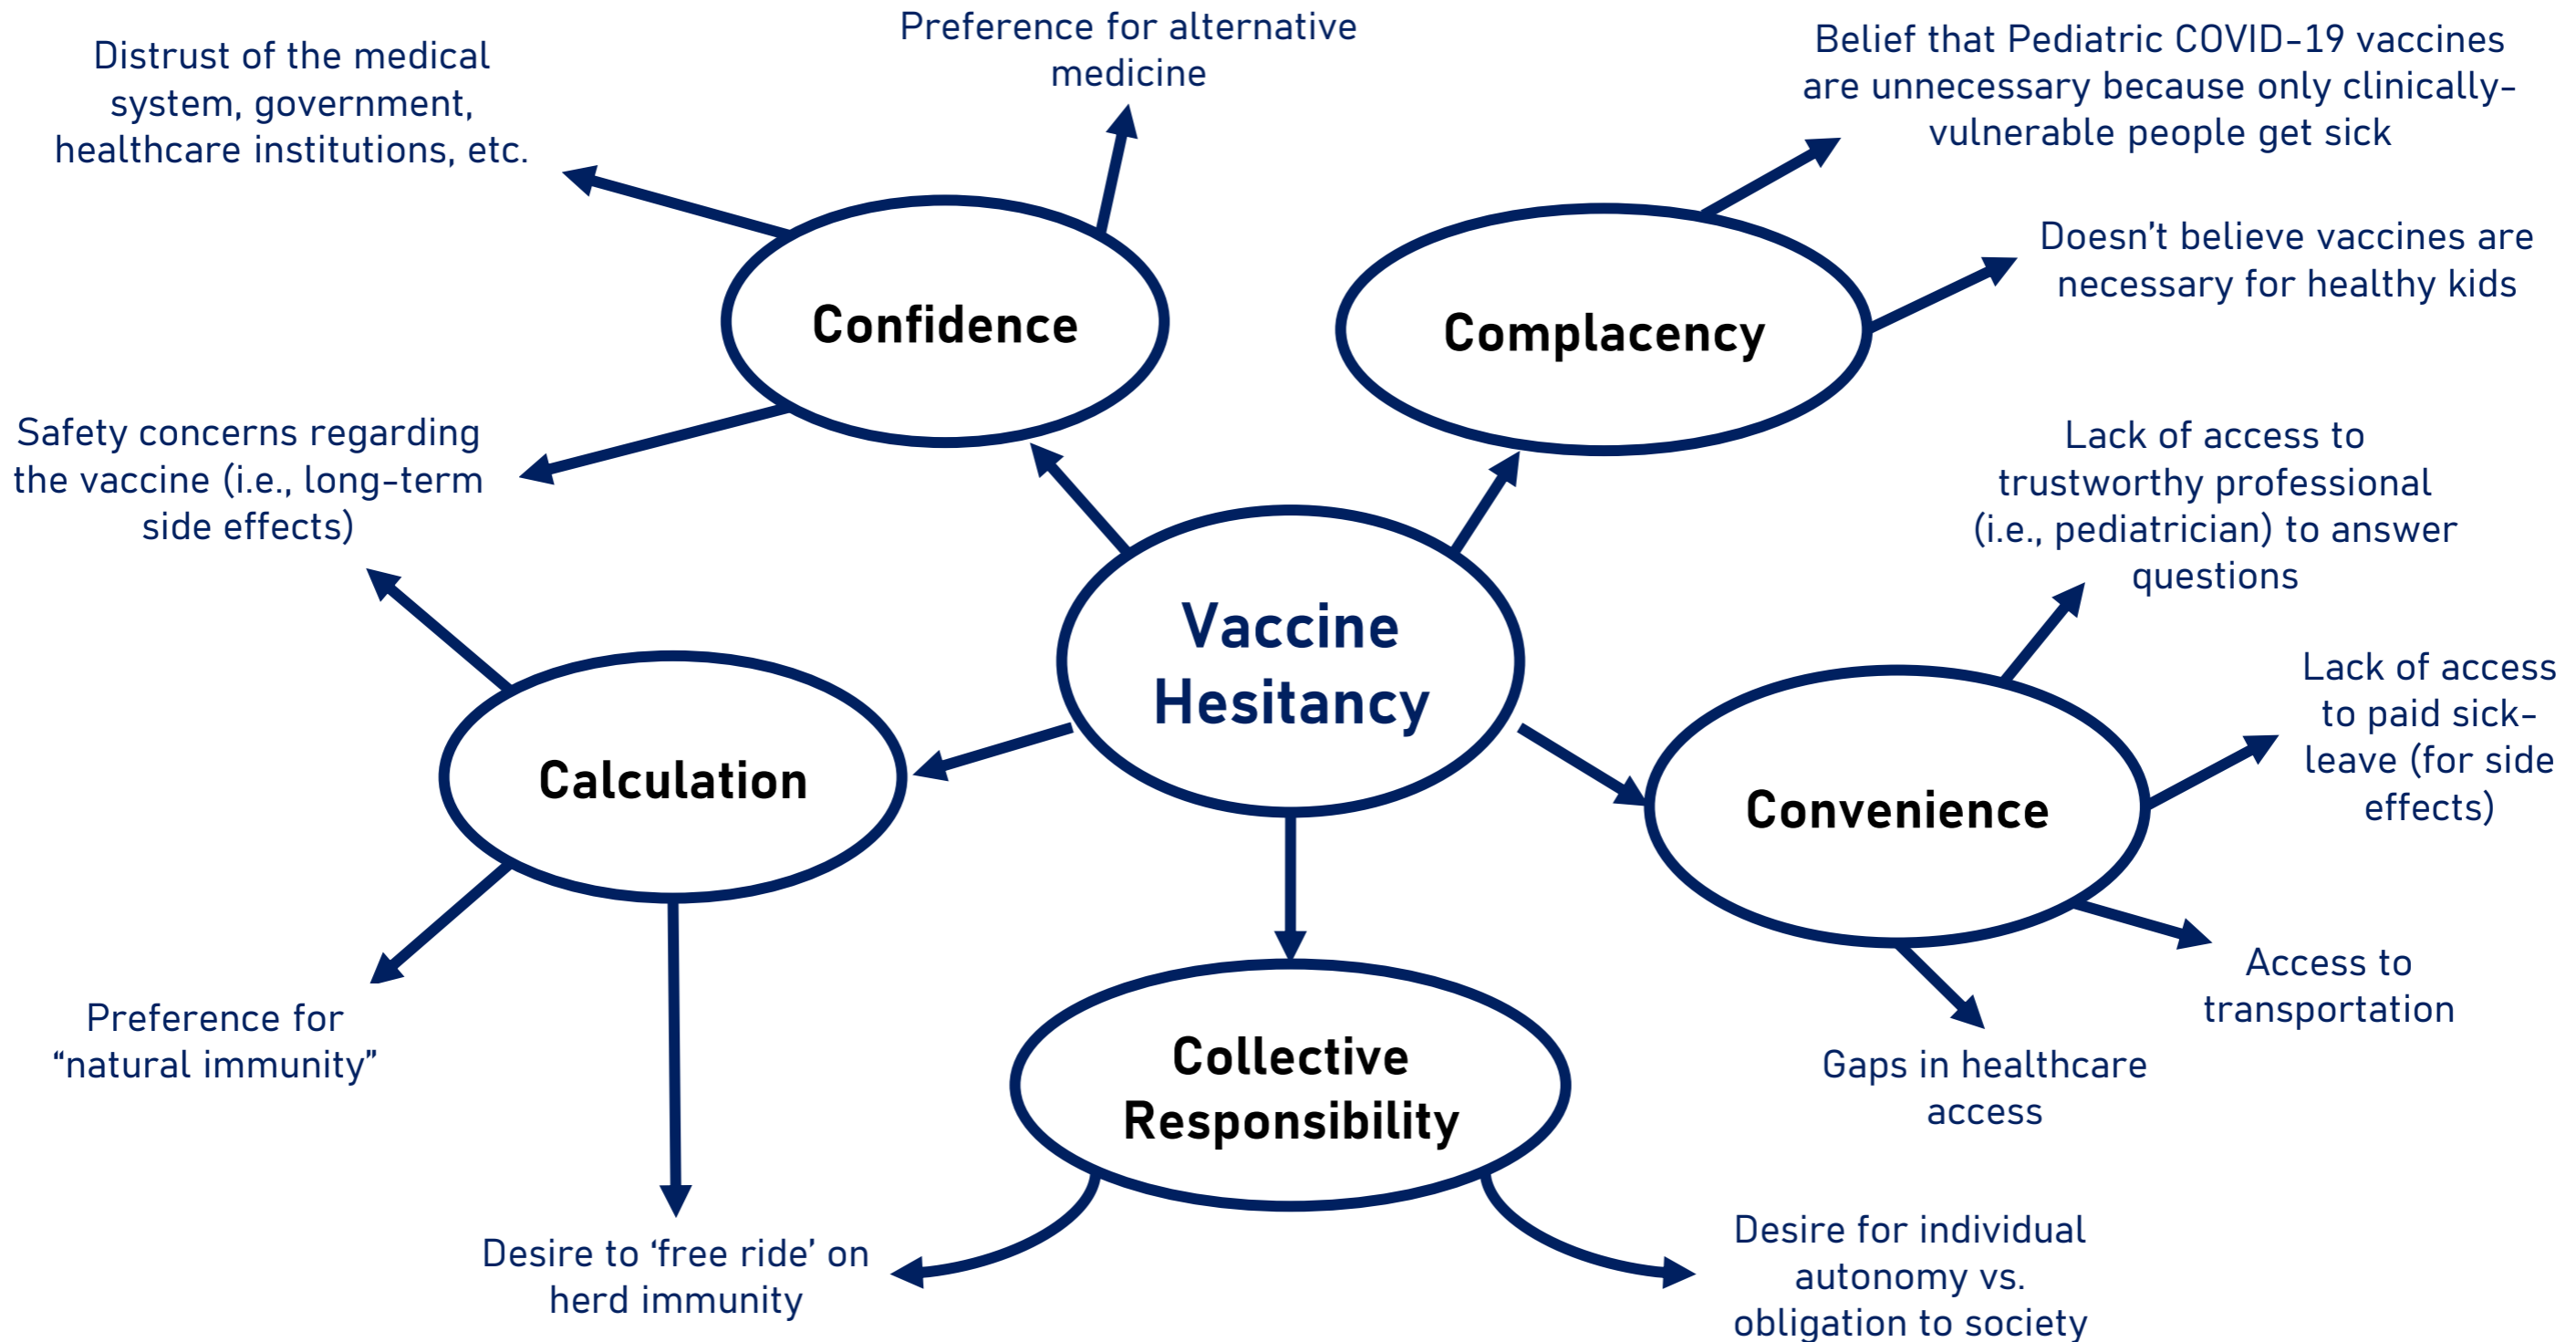 Preference for alternative
medicine
Distrust of the medical
system, government,
healthcare institutions, etc.
Belief that Pediatric COVID-19 vaccines
are unnecessary because only clinically-
vulnerable people get sick
Confidence
Complacency
Doesn't believe vaccines are
necessary for healthy kids
Safety concerns regarding
the vaccine (i.e., long-term
side effects)
Lack of access to
trustworthy professional
(i.e., pediatrician) to answer
questions
Vaccine
Hesitancy
Lack of access
to paid sick-
leave (for side
effects)
Calculation
Convenience
Access to
transportation
Preference for
“natural immunity”
Collective
Responsibility
Gaps in healthcare
access
Desire to ‘free ride’ on
herd immunity
Desire for individual
autonomy vs.
obligation to society